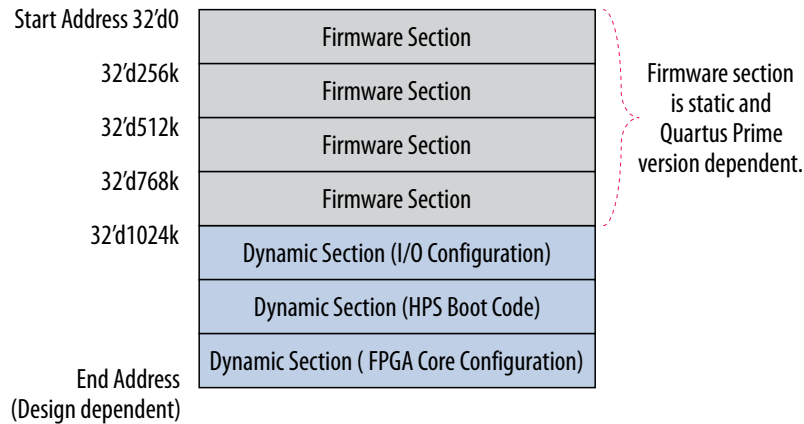 Start Address 32'd0
Firmware Section
32'd256k
Firmware Section
32'd512k
Firmware Section
32'd768k
Firmware Section
32'd1024k
Dynamic Section (I/O Configuration)
Dynamic Section (HPS Boot Code)
Dynamic Section ( FPGA Core Configuration)
End Address
(Design dependent)
Firmware section
is static and
Quartus Prime
version dependent.